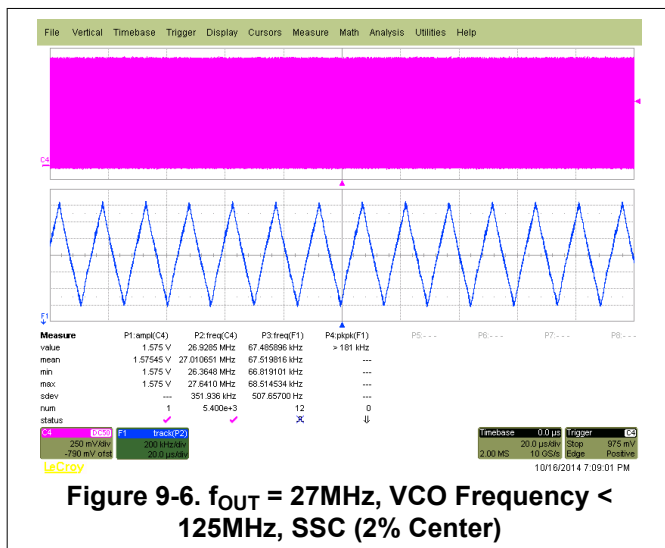 File Vertical Timebase Trigger Display Cursors Measure Math Analysis Utilities Help
C4
F1
Measure P1:ampl(C4) P2:freq(C4) P3:freq(F1) P4:pkpk(F1) P5:- - - P6:- - - P7:- - - P8:- - -
value 1.575 V 26.9285 MHz 67.485896 kHz > 181 kHz
mean 1.57545 V 27.010651 MHz 67.519816 kHz ---
min 1.575 V 26.3648 MHz 66.819101 kHz ---
max 1.575 V 27.6410 MHz 68.514534 kHz ---
sdev --- 351.936 kHz 507.65700 Hz ---
num 1 5.400e+3 12 0
status
C4 DC50 F1 track(P2) Timebase 0.0 µs Trigger C4
250 mV/div 200 kHz/div 20.0 µs/div Stop 975 mV
-790 mV ofst 20.0 µs/div 2.00 MS 10 GS/s Edge Positive
LeCroy 10/16/2014 7:09:01 PM
Figure 9-6. fOUT = 27MHz, VCO Frequency <
125MHz, SSC (2% Center)